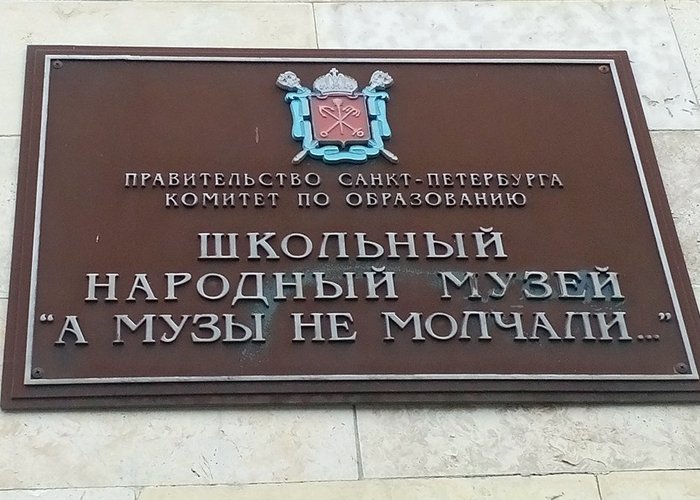 ПРАВИТЕЛЬСТВО САНКТ-ПЕТЕРБУРГА
КОМИТЕТ ПО ОБРАЗОВАНИЮ
ШКОЛЬНЫЙ
НАРОДНЫЙ МУЗЕЙ
“А МУЗЫ НЕ МОЛЧАЛИ...”